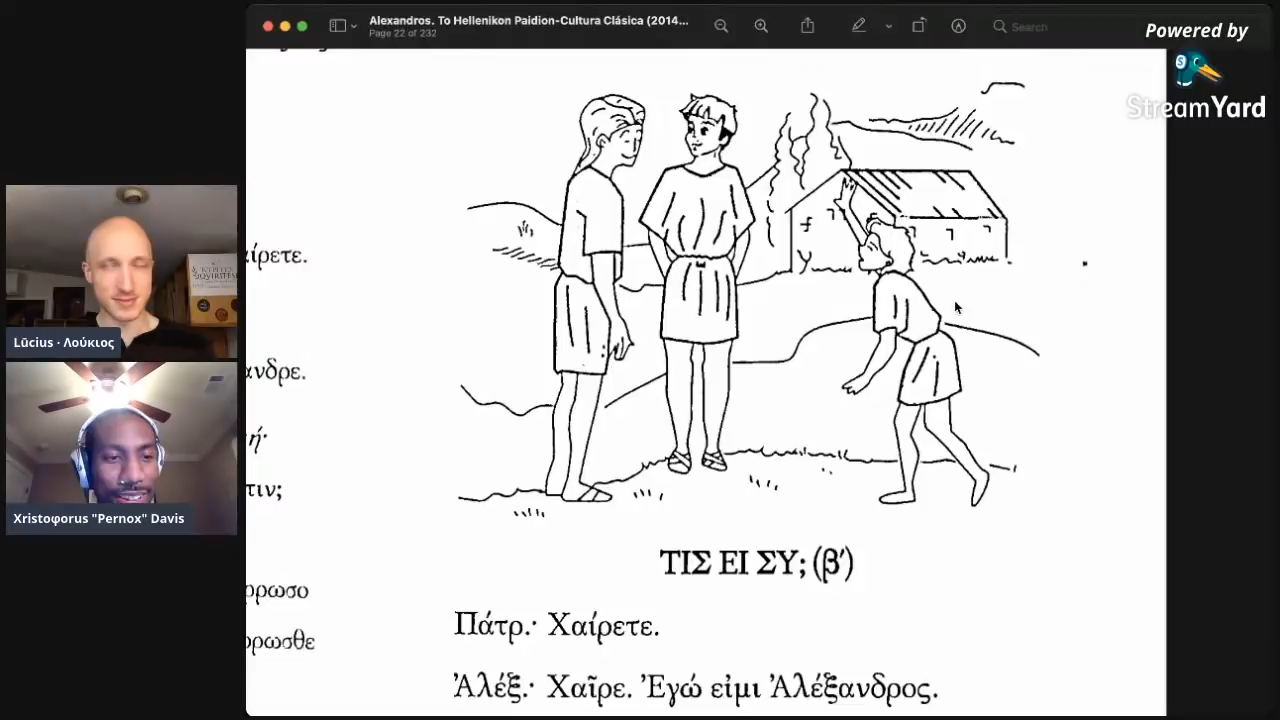 Alexandros. To Hellenikon Paidion-Cultura Clásica (2014...
Page 22 of 232
Search
Powered by
StreamYard
Lūcius · Λούκιος
Xristoφorus "Pernox" Davis
αίρετε.
ανδρε.
ή·
τιν;
ρρωσο
ρρωσθε
ΤΙΣ ΕΙ ΣΥ; (β′)
Πάτρ.· Χαίρετε.
Ἀλέξ.· Χαῖρε. Ἐγώ εἰμι Ἀλέξανδρος.